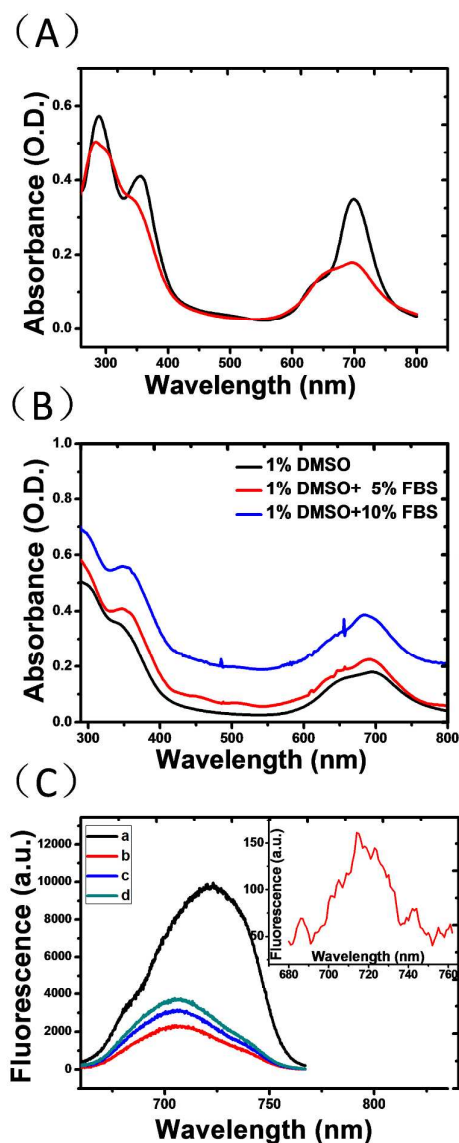 (A)
Absorbance (O.D.)
0.6
0.4
0.2
0.0
300 400 500 600 700 800
Wavelength (nm)
(B)
Absorbance (O.D.)
1.0
0.8
0.6
0.4
0.2
0.0
1% DMSO
1% DMSO+ 5% FBS
1% DMSO+10% FBS
300 400 500 600 700 800
Wavelength (nm)
(C)
Fluorescence (a.u.)
12000
10000
8000
6000
4000
2000
0
a
b
c
d
Fluorescence (a.u.)
150
100
50
680 700 720 740 760
Wavelength (nm)
700 750 800
Wavelength (nm)